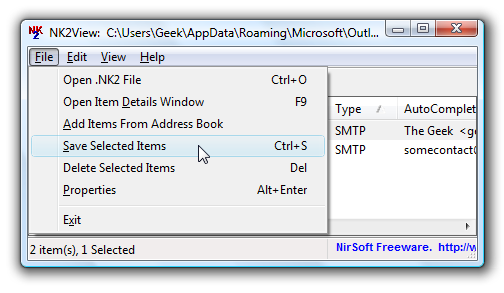 NK2View: C:\Users\Geek\AppData\Roaming\Microsoft\Outl...
File Edit View Help
Open .NK2 File Ctrl+O
Open Item Details Window F9
Add Items From Address Book
Save Selected Items Ctrl+S
Delete Selected Items Del
Properties Alt+Enter
Exit
Type / AutoComplet
SMTP The Geek <ge
SMTP somecontact@
2 item(s), 1 Selected
NirSoft Freeware. http://w